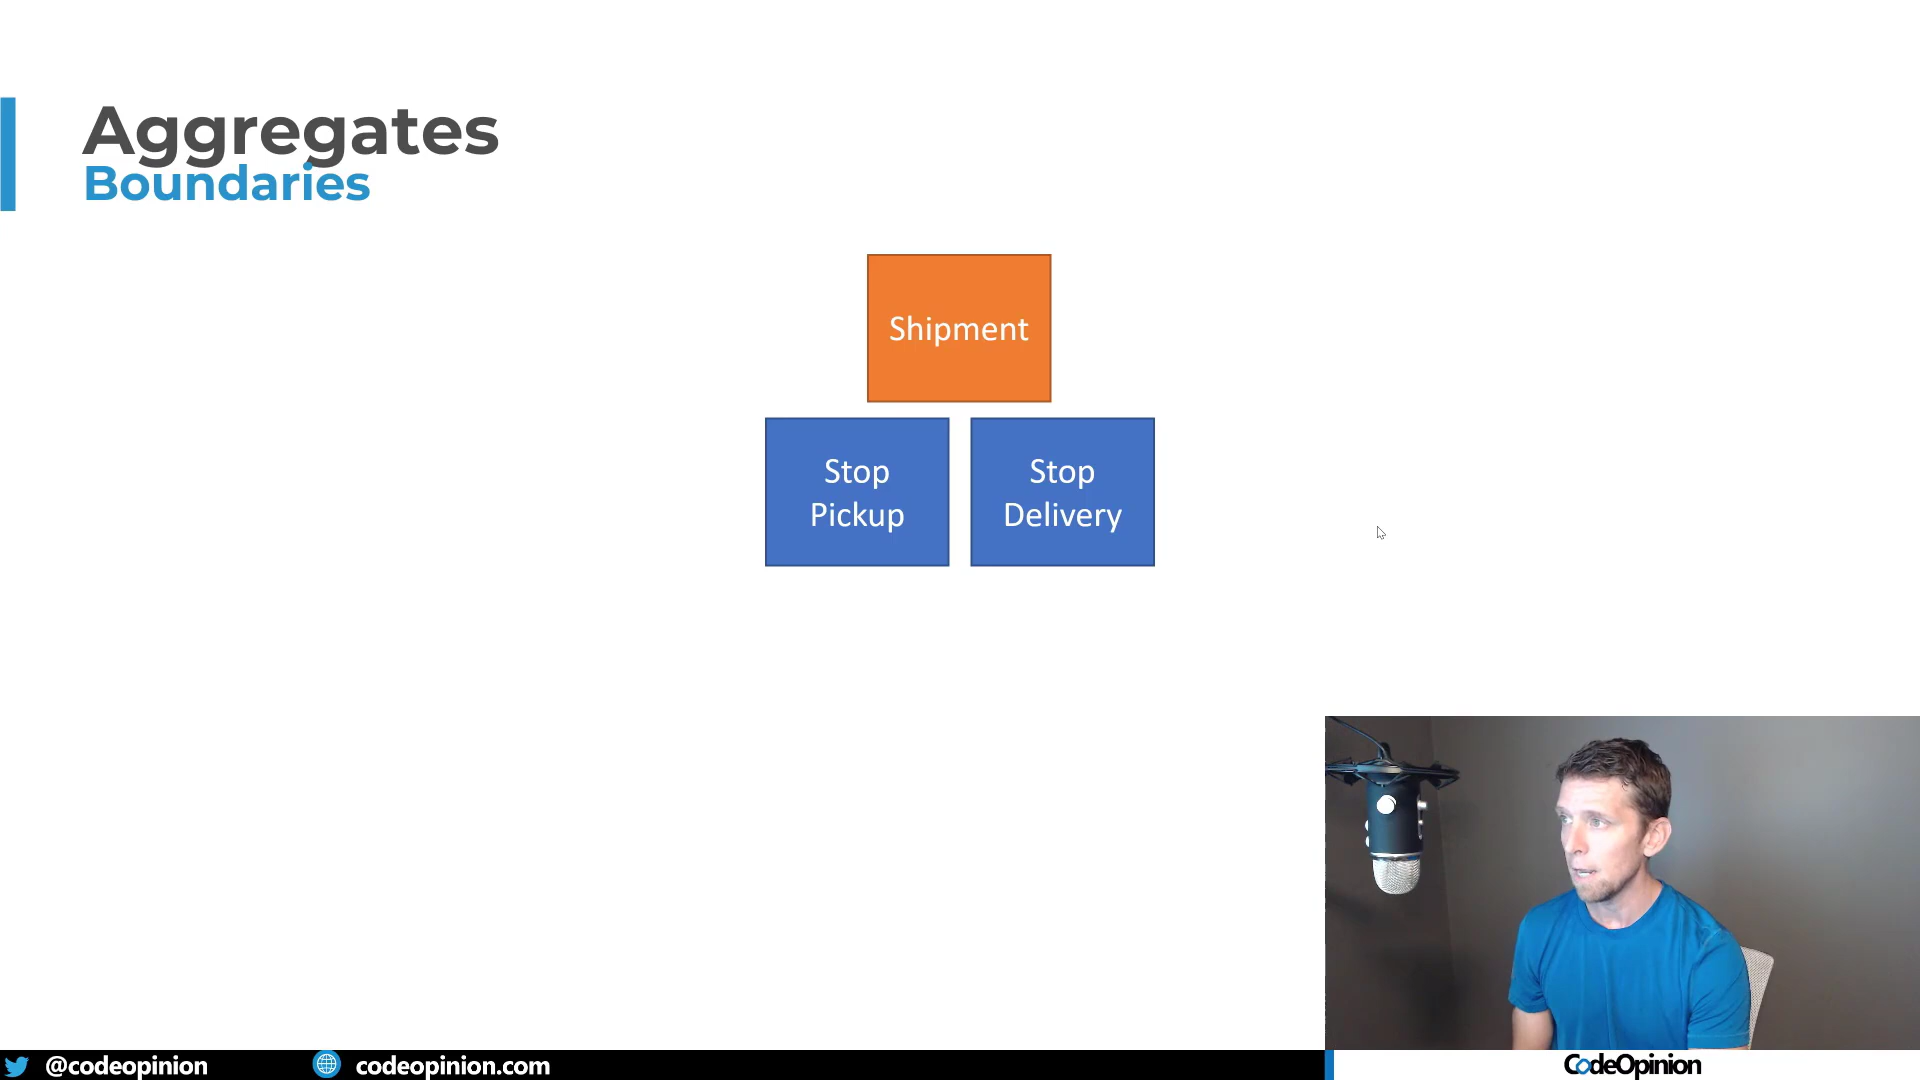 Aggregates
Boundaries
Shipment
Stop
Pickup
Stop
Delivery
@codeopinion
codeopinion.com
CodeOpinion